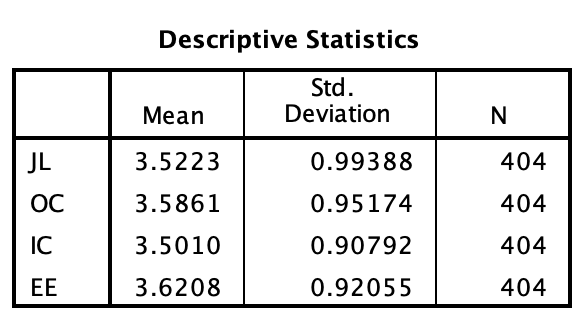 Descriptive Statistics
Mean Std. Deviation N
JL 3.5223 0.99388 404
OC 3.5861 0.95174 404
IC 3.5010 0.90792 404
EE 3.6208 0.92055 404